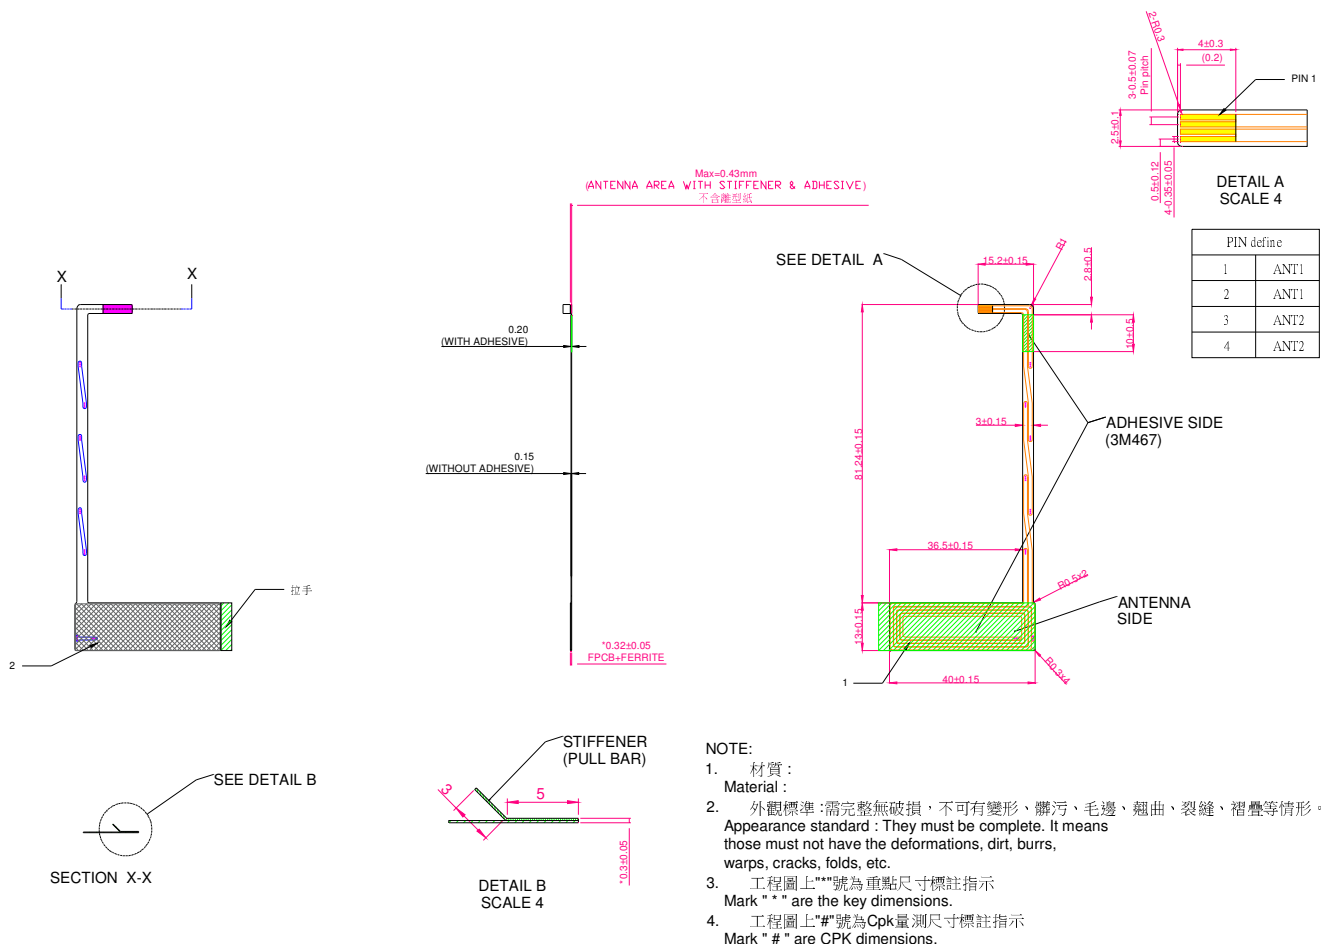 2-R0.3
4±0.3
(0.2)
3-0.5±0.07
Pin pitch
PIN 1
2.5±0.1
0.5±0.12
4-0.35±0.05
DETAIL A
SCALE 4
PIN define
1 ANT1
2 ANT1
3 ANT2
4 ANT2
Max=0.43mm
(ANTENNA AREA WITH STIFFENER & ADHESIVE)
不含離型紙
X X
0.20
(WITH ADHESIVE)
0.15
(WITHOUT ADHESIVE)
*0.32±0.05
FPCB+FERRITE
拉手
2
SEE DETAIL A
15.2±0.15
R1
2.8±0.5
10±0.5
3±0.15
81.24±0.15
36.5±0.15
ADHESIVE SIDE
(3M467)
R0.5x2
ANTENNA
SIDE
13±0.15
R0.3x4
40±0.15
1
SEE DETAIL B
SECTION X-X
STIFFENER
(PULL BAR)
3
5
*0.3±0.05
DETAIL B
SCALE 4
NOTE:
1. 材質：
Material :
2. 外觀標準：需完整無破損，不可有變形、髒污、毛邊、翹曲、裂縫、褶疊等情形。
Appearance standard : They must be complete. It means
those must not have the deformations, dirt, burrs,
warps, cracks, folds, etc.
3. 工程圖上"*"號為重點尺寸標註指示
Mark " * " are the key dimensions.
4. 工程圖上"#"號為Cpk量測尺寸標註指示
Mark " # " are CPK dimensions.